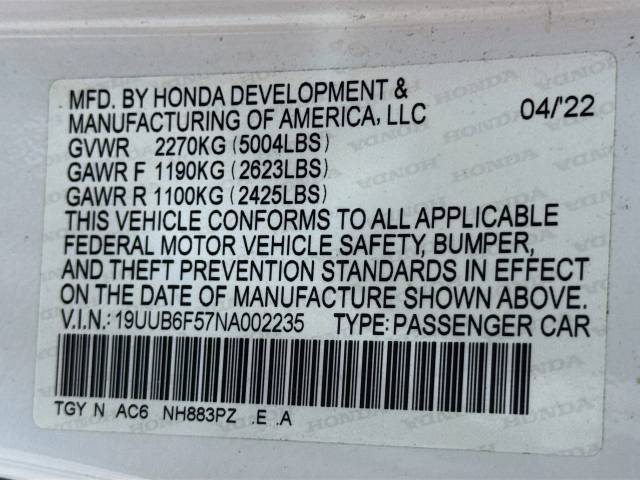 MFD. BY HONDA DEVELOPMENT &
MANUFACTURING OF AMERICA, LLC 04/'22
GVWR 2270KG (5004LBS)
GAWR F 1190KG (2623LBS)
GAWR R 1100KG (2425LBS)
THIS VEHICLE CONFORMS TO ALL APPLICABLE
FEDERAL MOTOR VEHICLE SAFETY, BUMPER,
AND THEFT PREVENTION STANDARDS IN EFFECT
ON THE DATE OF MANUFACTURE SHOWN ABOVE.
V.I.N.: 19UUB6F57NA002235 TYPE: PASSENGER CAR
TGY N AC6 NH883PZ .E .A